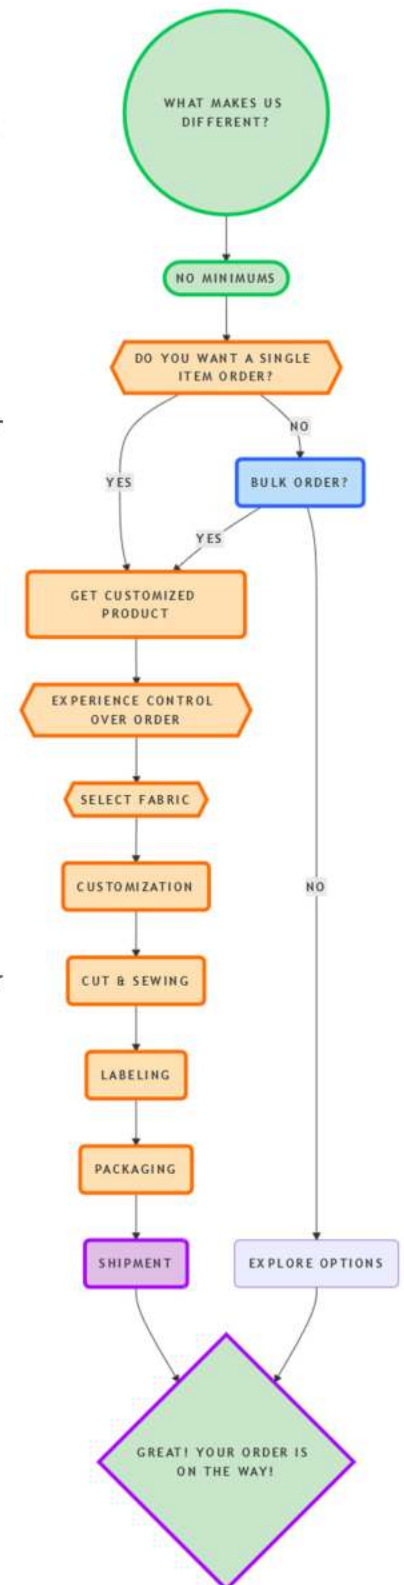 WHAT MAKES US
DIFFERENT?
NO MINIMUMS
DO YOU WANT A SINGLE
ITEM ORDER?
NO
YES
BULK ORDER?
YES
GET CUSTOMIZED
PRODUCT
EXPERIENCE CONTROL
OVER ORDER
SELECT FABRIC
CUSTOMIZATION
NO
CUT & SEWING
LABELING
PACKAGING
SHIPMENT
EXPLORE OPTIONS
GREAT! YOUR ORDER IS
ON THE WAY!